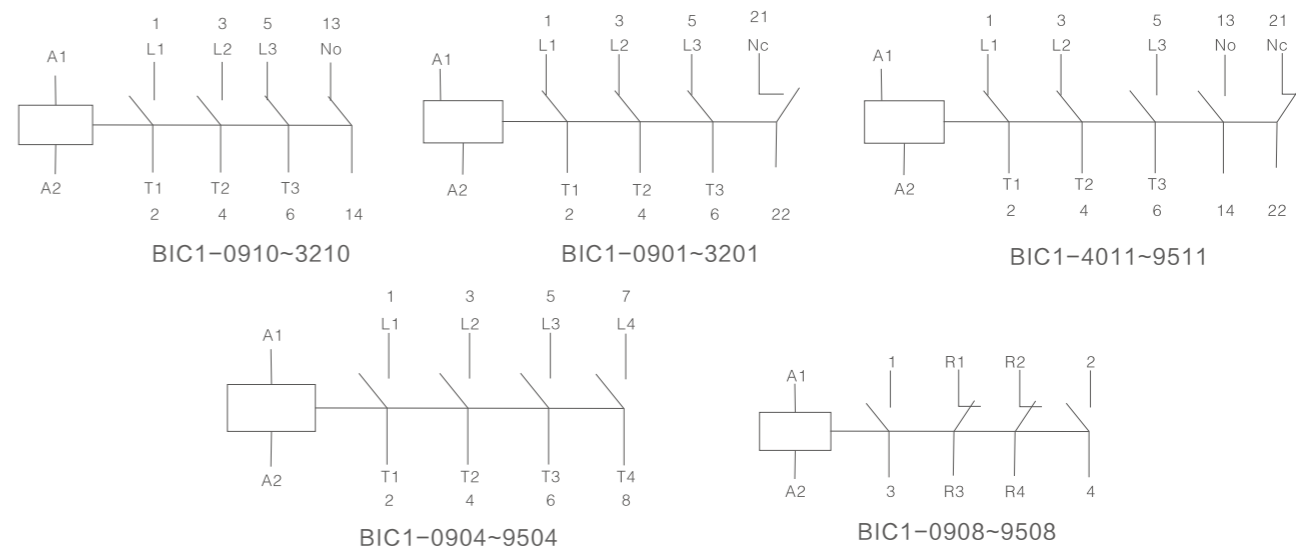 1 3 5 13
L1 L2 L3 No
A1
A2
T1 T2 T3
2 4 6 14
BIC1-0910~3210
1 3 5 21
L1 L2 L3 Nc
A1
A2
T1 T2 T3
2 4 6 22
BIC1-0901~3201
1 3 5 13 21
L1 L2 L3 No Nc
A1
A2
T1 T2 T3
2 4 6 14 22
BIC1-4011~9511
1 3 5 7
L1 L2 L3 L4
A1
A2
T1 T2 T3 T4
2 4 6 8
BIC1-0904~9504
1 R1 R2 2
A1
A2
3 R3 R4 4
BIC1-0908~9508